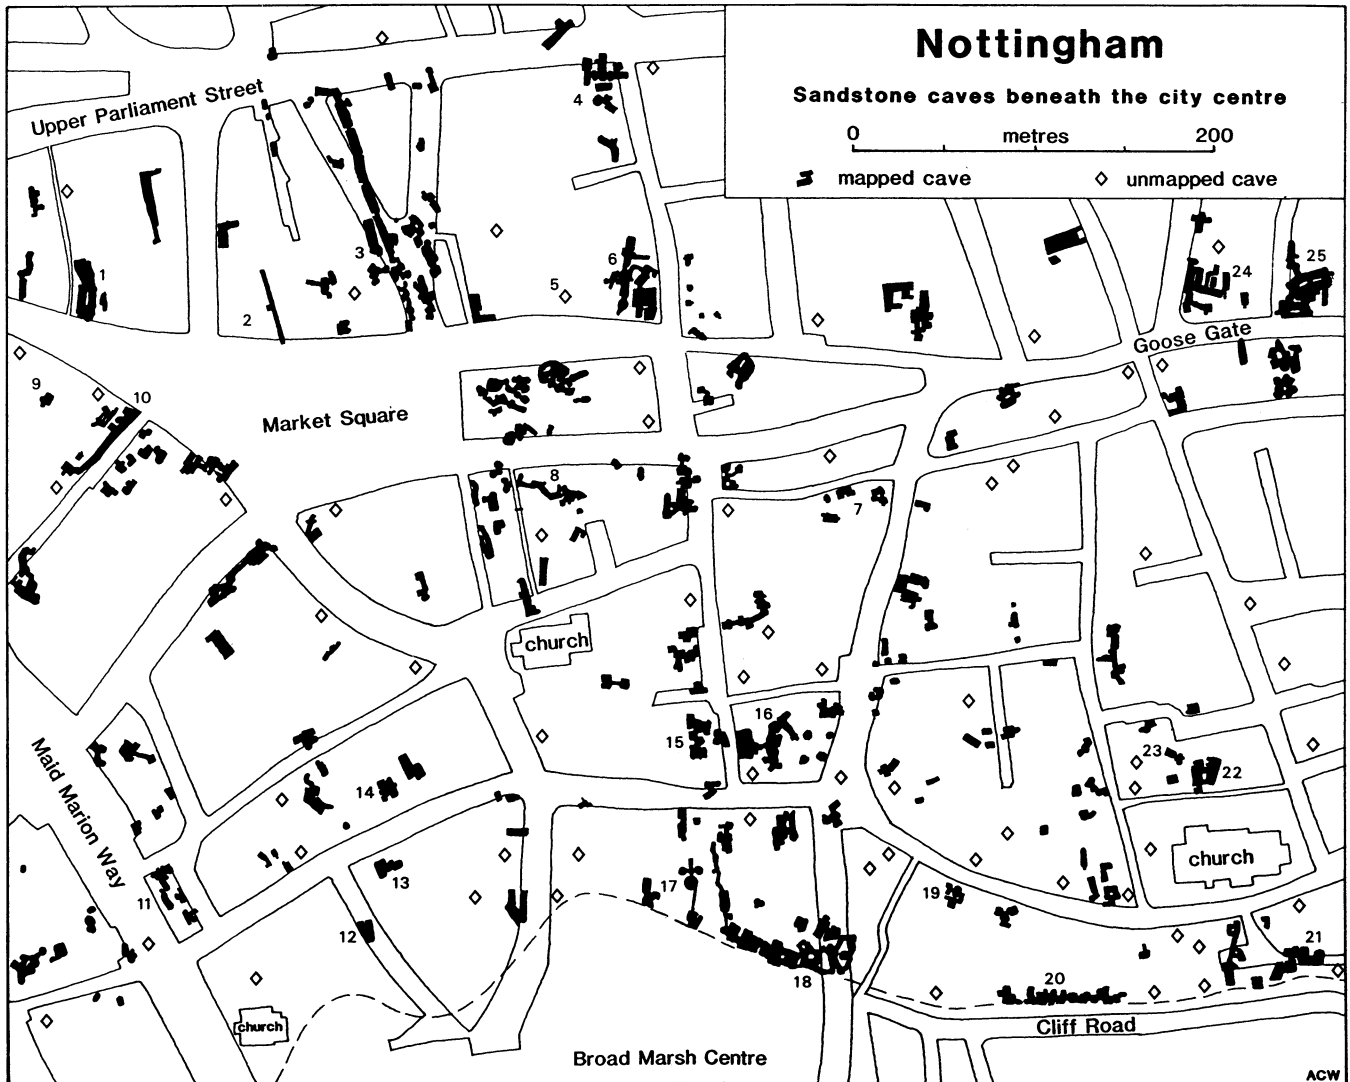 Nottingham
Sandstone caves beneath the city centre
0 metres 200
mapped cave
unmapped cave
Upper Parliament Street
4
1
2
3
5
6
24
25
Goose Gate
9
10
Market Square
8
7
church
16
15
14
23
22
Maid Marion Way
church
13
17
19
11
12
18
20
21
church
Cliff Road
Broad Marsh Centre
ACW